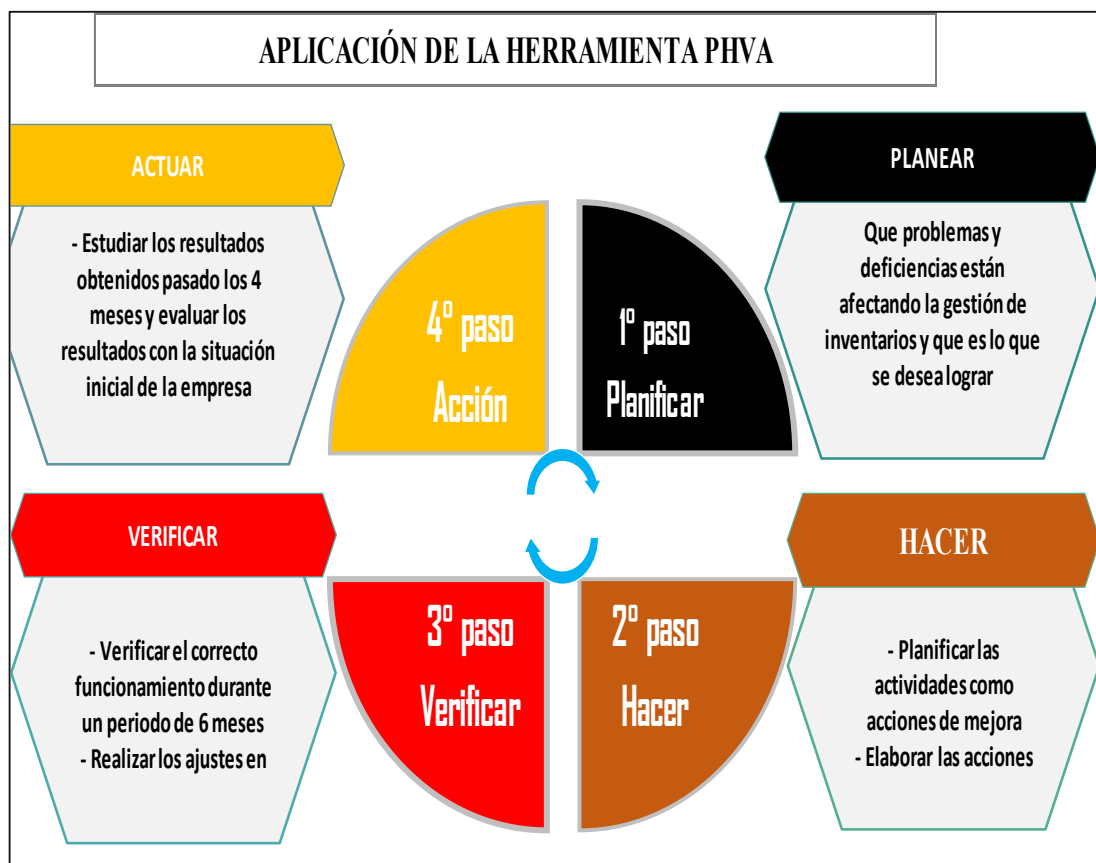 APLICACIÓN DE LA HERRAMIENTA PHVA
ACTUAR
- Estudiar los resultados
obtenidos pasado los 4
meses y evaluar los
resultados con la situación
inicial de la empresa
PLANEAR
Que problemas y
deficiencias están
afectando la gestión de
inventarios y que es lo que
se desea lograr
4° paso
Acción
1° paso
Planificar
VERIFICAR
- Verificar el correcto
funcionamiento durante
un periodo de 6 meses
- Realizar los ajustes en
3° paso
Verificar
2° paso
Hacer
HACER
- Planificar las
actividades como
acciones de mejora
- Elaborar las acciones